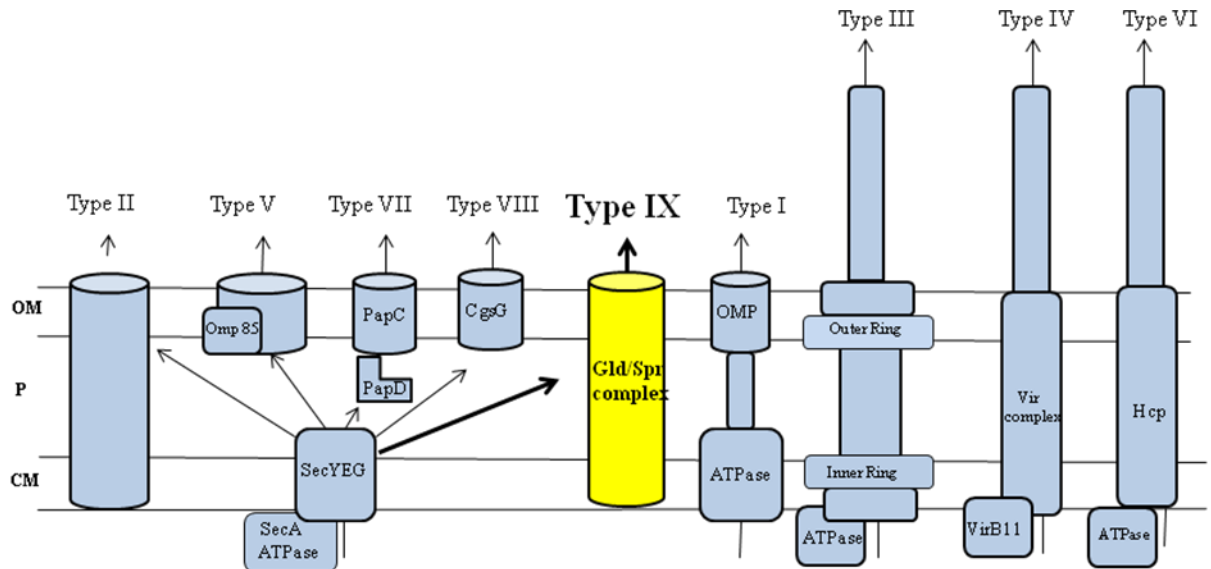 Type III
Type IV
Type VI
Type II
Type V
Type VII
Type VIII
Type IX
Type I
OM
Omp 85
PapC
CgsG
OMP
Outer Ring
P
PapD
Gld/Spr
complex
Vir
complex
Hcp
CM
SecYEG
ATPase
Inner Ring
SecA
ATPase
ATPase
VirB11
ATPase